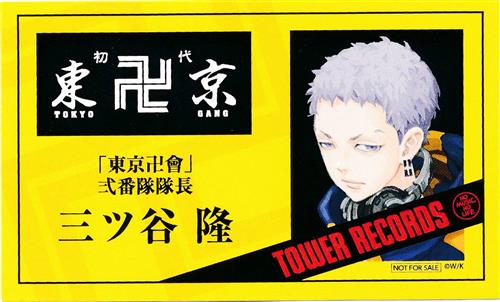 初代
東卍京
TOKYO GANG
「東京卍會」
弐番隊隊長
三ツ谷 隆
TOWER RECORDS
NO MUSIC NO LIFE
NOT FOR SALE ©W/K